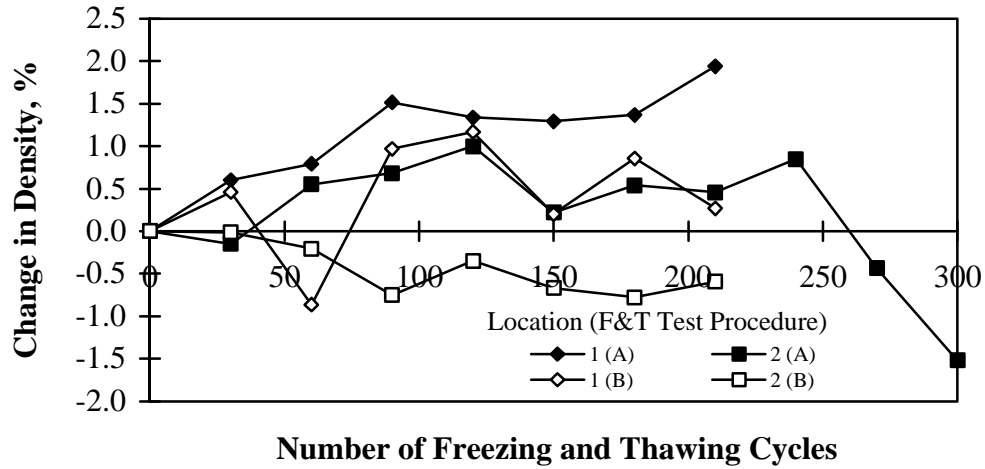 Change in Density, %
2.5
2.0
1.5
1.0
0.5
0.0
-0.5
-1.0
-1.5
-2.0
0 50 100 150 200 250 300
Location (F&T Test Procedure)
1 (A) 2 (A)
1 (B) 2 (B)
Number of Freezing and Thawing Cycles